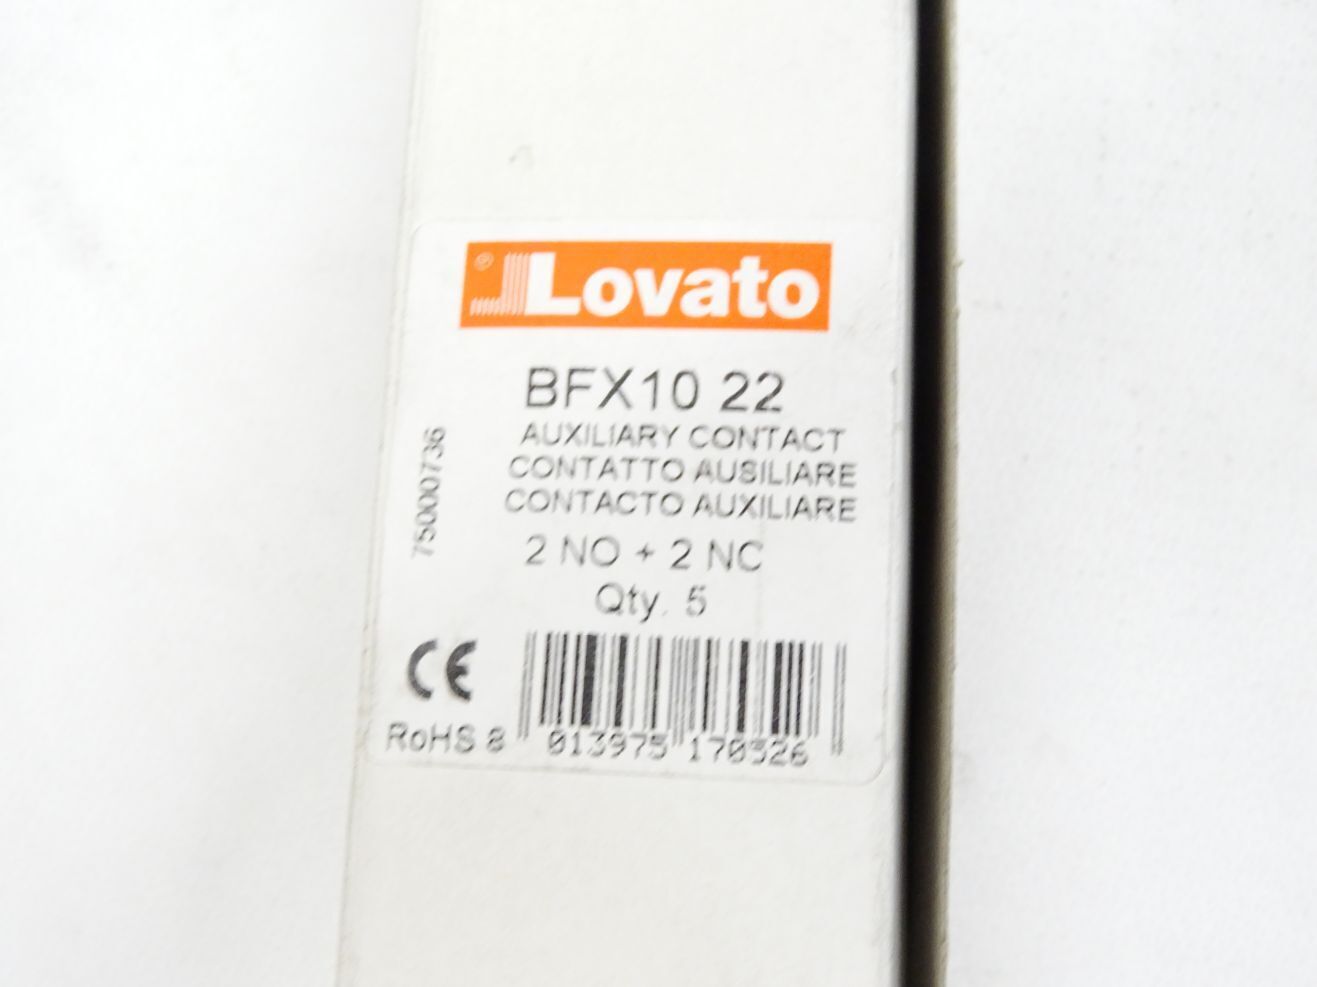 Lovato
BFX10 22
AUXILIARY CONTACT
CONTATTO AUSILIARE
CONTACTO AUXILIARE
2 NO + 2 NC
Qty. 5
75000736
CE
RoHS 8 013975 170526